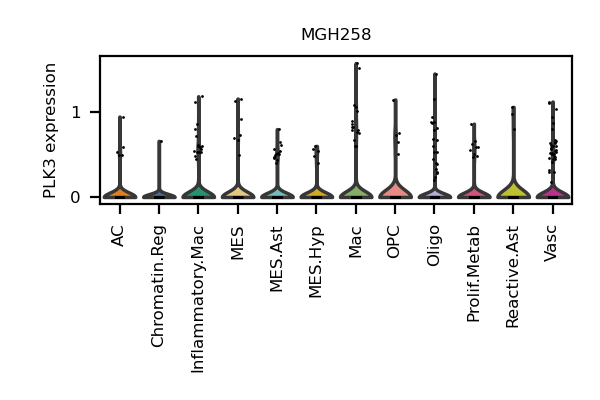 MGH258
PLK3 expression
1
0
AC
Chromatin.Reg
Inflammatory.Mac
MES
MES.Ast
MES.Hyp
Mac
OPC
Oligo
Prolif.Metab
Reactive.Ast
Vasc